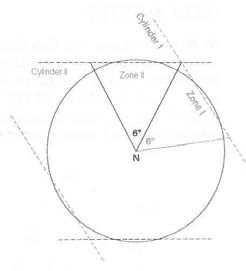 Cylinder I
Cylinder II
Zone II
Zone I
6°
6°
N